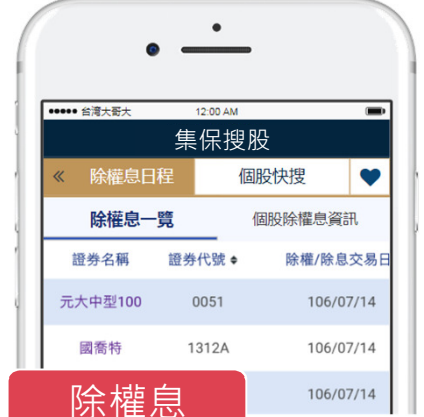 台灣大哥大 12:00 AM
集保搜股
« 除權息日程 個股快搜
除權息一覽 個股除權息資訊
證券名稱 證券代號 除權/除息交易日
元大中型100 0051 106/07/14
國喬特 1312A 106/07/14
106/07/14
除權息